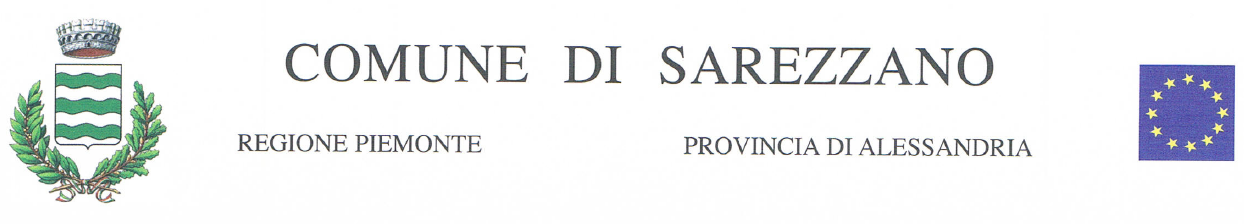 COMUNE DI SAREZZANO
REGIONE PIEMONTE PROVINCIA DI ALESSANDRIA